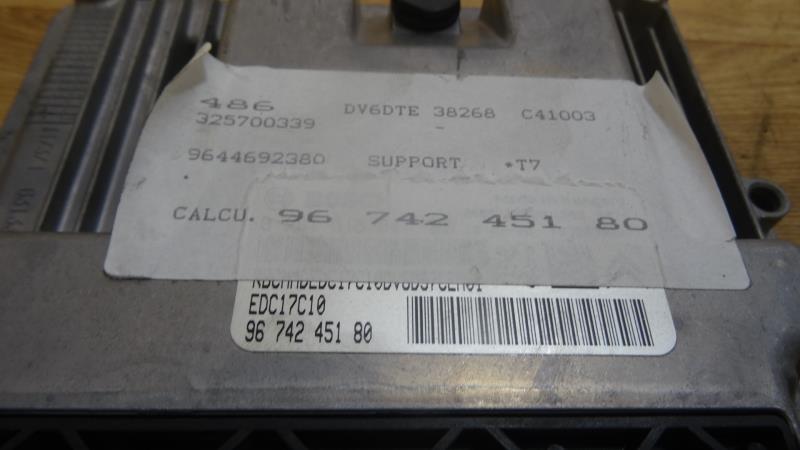 486 DV6DTE 38268 C41003
325700339 -
9644692380 SUPPORT *T7
CALCU. 96 742 451 80
EDC17C10
96 742 451 80